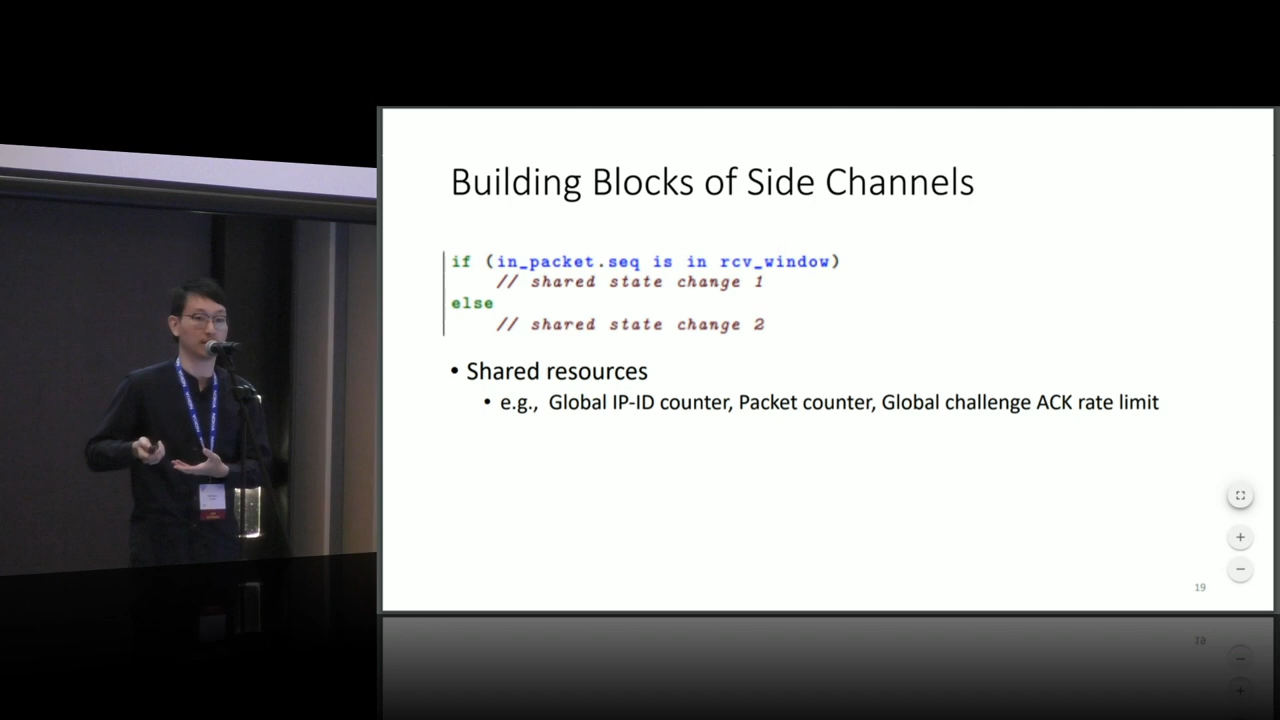 Building Blocks of Side Channels
if (in_packet.seq is in rcv_window)
// shared state change 1
else
// shared state change 2
• Shared resources
• e.g., Global IP-ID counter, Packet counter, Global challenge ACK rate limit
19